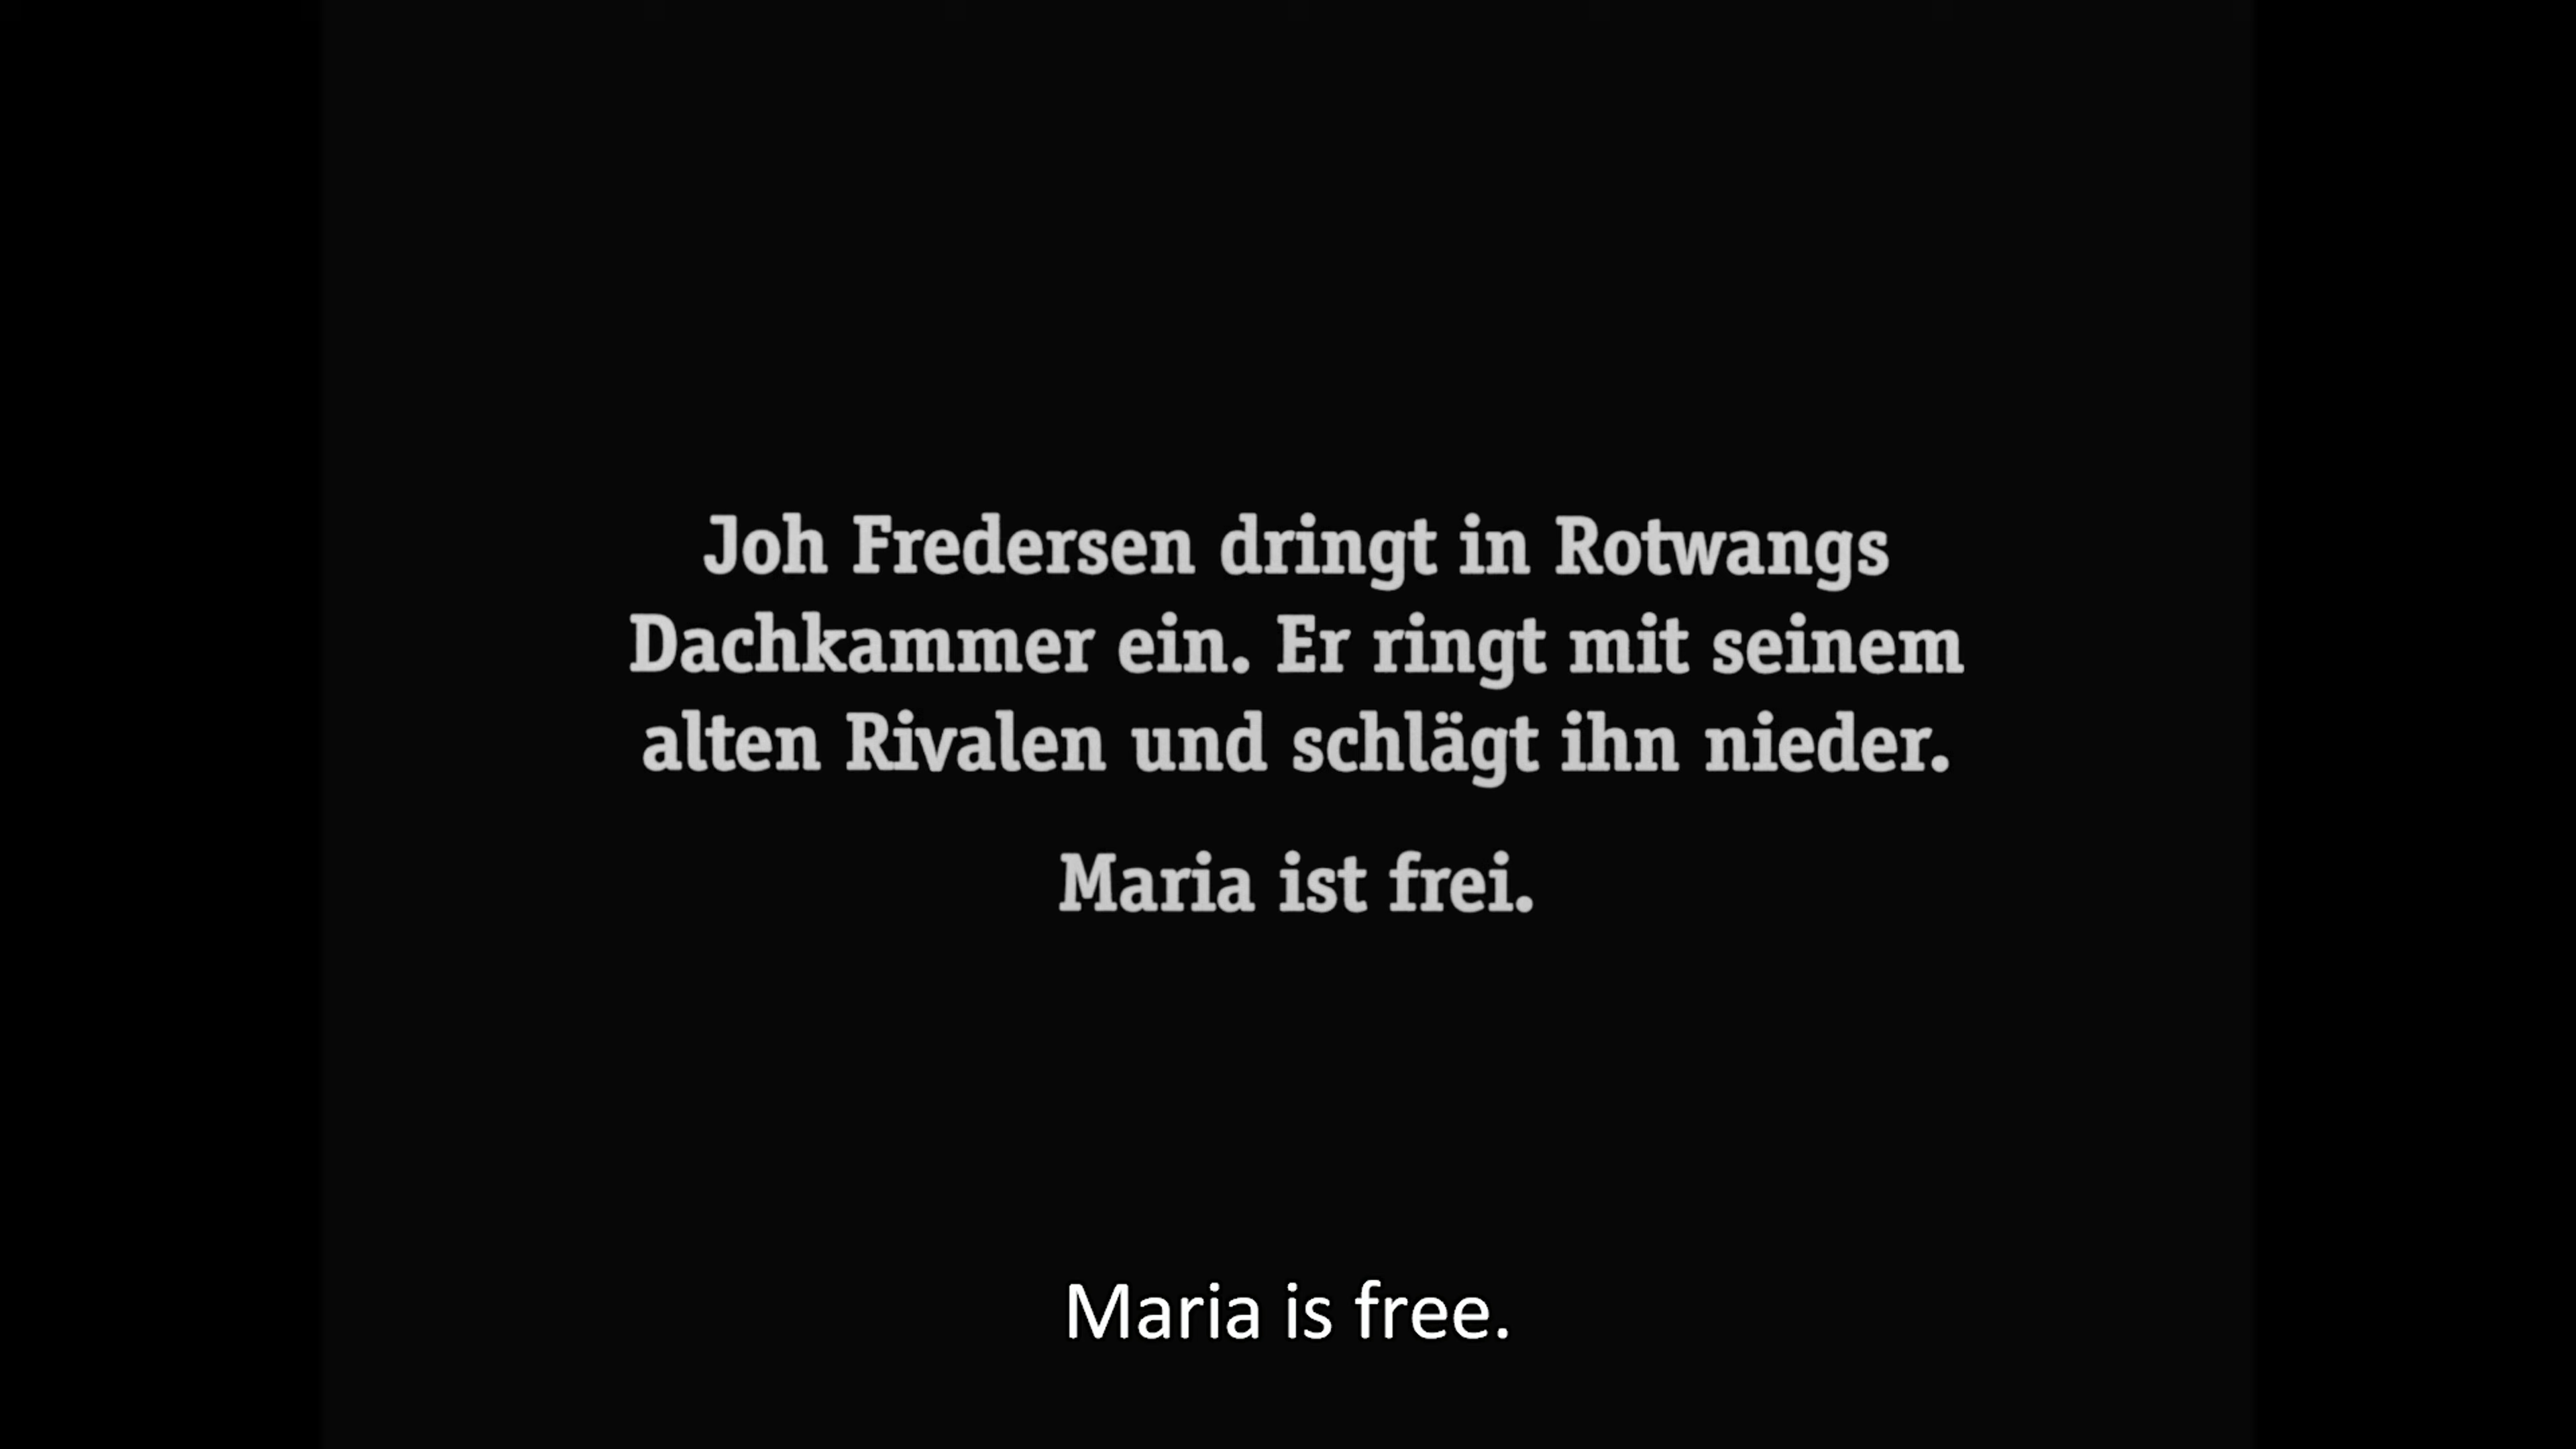 Joh Fredersen dringt in Rotwangs
Dachkammer ein. Er ringt mit seinem
alten Rivalen und schlägt ihn nieder.
Maria ist frei.
Maria is free.